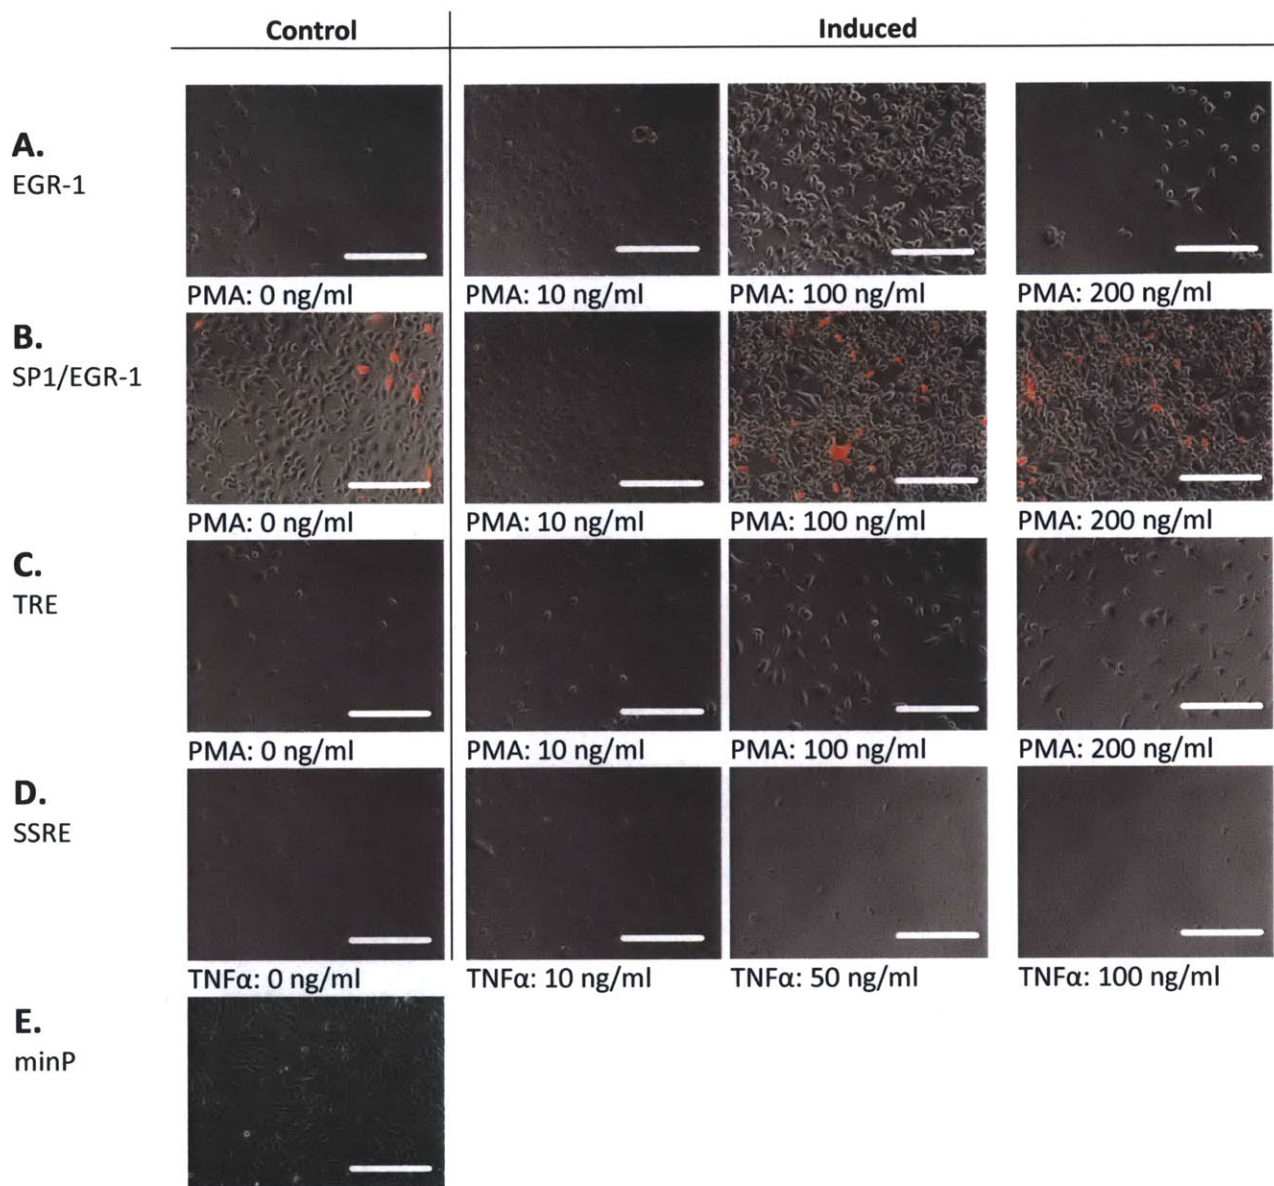 Control Induced
A.
EGR-1
PMA: 0 ng/ml PMA: 10 ng/ml PMA: 100 ng/ml PMA: 200 ng/ml
B.
SP1/EGR-1
PMA: 0 ng/ml PMA: 10 ng/ml PMA: 100 ng/ml PMA: 200 ng/ml
C.
TRE
PMA: 0 ng/ml PMA: 10 ng/ml PMA: 100 ng/ml PMA: 200 ng/ml
D.
SSRE
TNFα: 0 ng/ml TNFα: 10 ng/ml TNFα: 50 ng/ml TNFα: 100 ng/ml
E.
minP